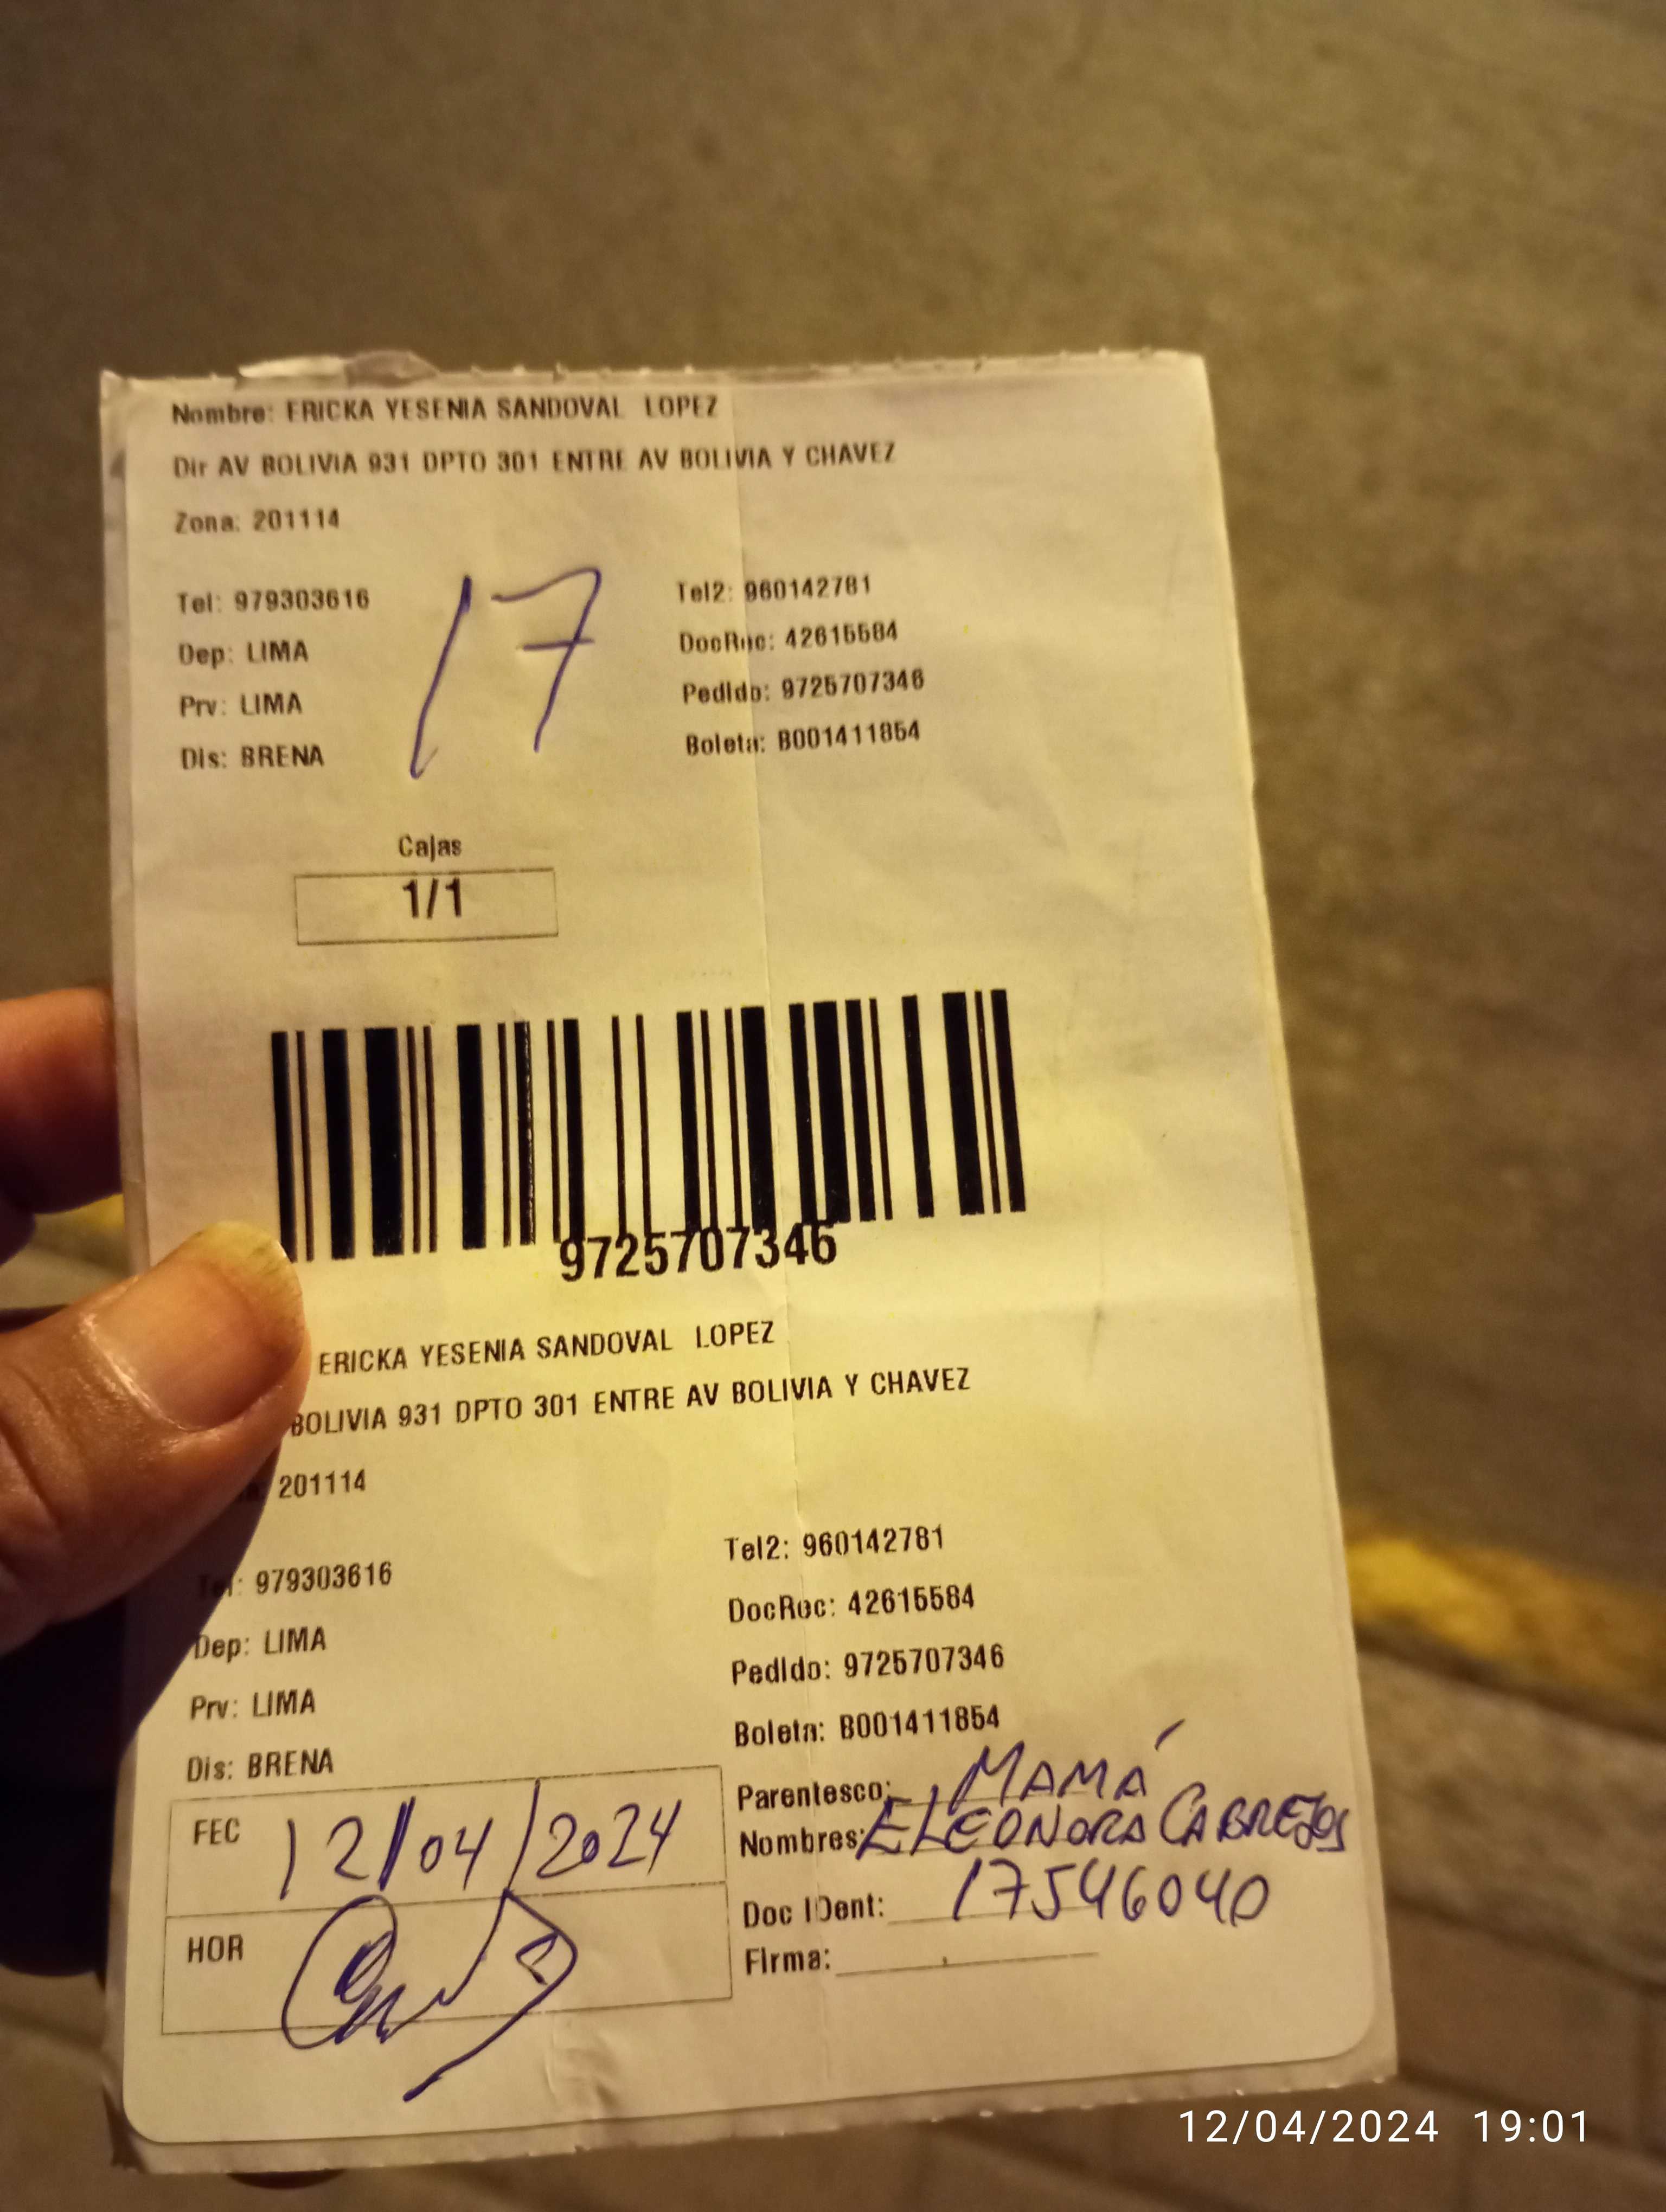 Nombre: ERICKA YESENIA SANDOVAL LOPEZ
Dir AV BOLIVIA 931 DPTO 301 ENTRE AV BOLIVIA Y CHAVEZ
Zona: 201114
17
Tel: 979303616 Tel2: 960142781
Dep: LIMA DocRuc: 42615584
Prv: LIMA Pedido: 9725707346
Dis: BRENA Boleta: B001411854
Cajas
1/1
9725707346
ERICKA YESENIA SANDOVAL LOPEZ
BOLIVIA 931 DPTO 301 ENTRE AV BOLIVIA Y CHAVEZ
201114
Tel: 979303616 Tel2: 960142781
Dep: LIMA DocRuc: 42615584
Prv: LIMA Pedido: 9725707346
Dis: BRENA Boleta: B001411854
FEC 12/04/2024 Parentesco: MAMÁ
Nombres: ELEONORA CABREJOS
HOR Doc IDent: 17546040
Firma:
12/04/2024 19:01